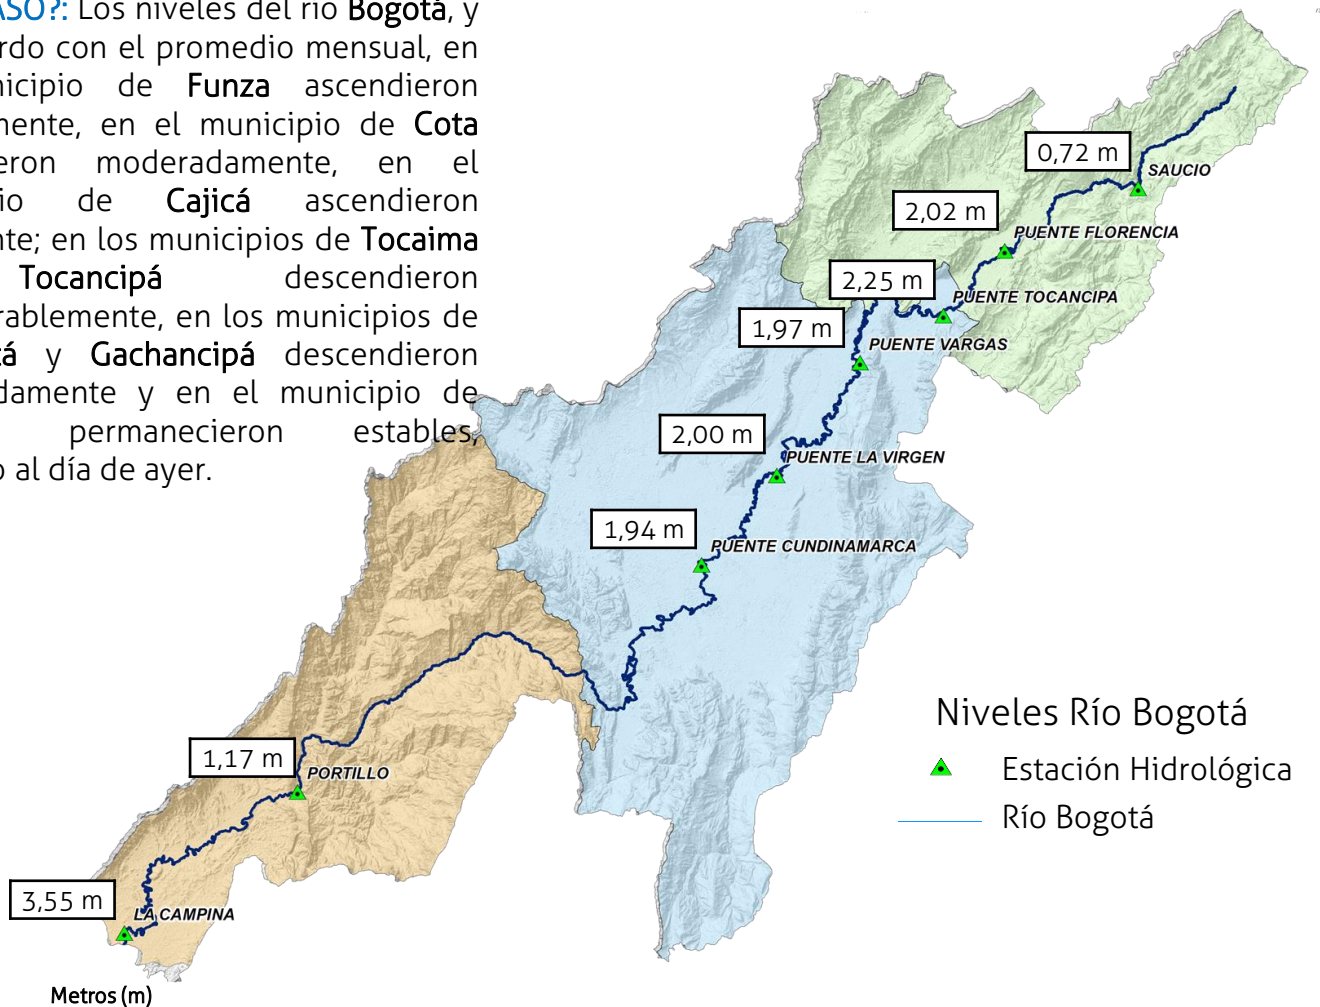 ASO?: Los niveles del río Bogotá, y
rdo con el promedio mensual, en
nicipio de Funza ascendieron
mente, en el municipio de Cota
eron moderadamente, en el
io de Cajicá ascendieron
nte; en los municipios de Tocaima
Tocancipá descendieron
rablemente, en los municipios de
tá y Gachancipá descendieron
damente y en el municipio de
permanecieron estables,
o al día de ayer.
0,72 m
SAUCIO
2,02 m
PUENTE FLORENCIA
2,25 m
PUENTE TOCANCIPA
1,97 m
PUENTE VARGAS
2,00 m
PUENTE LA VIRGEN
1,94 m
PUENTE CUNDINAMARCA
Niveles Río Bogotá
Estación Hidrológica
Río Bogotá
1,17 m
PORTILLO
3,55 m
LA CAMPINA
Metros (m)